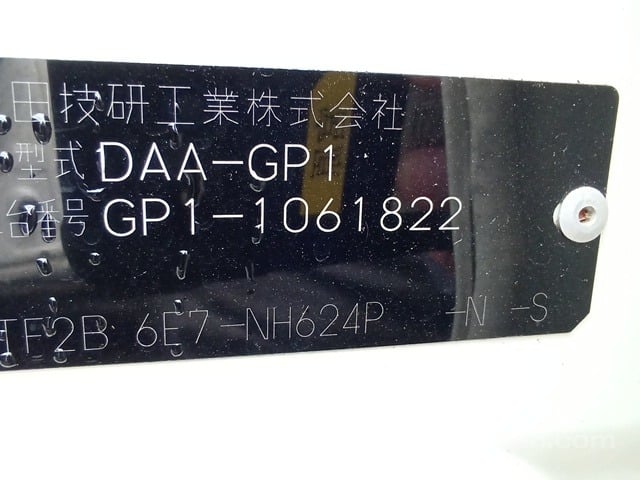 田技研工業株式会社
型式 DAA-GP1
台番号 GP1-1061822
TF2B 6E7-NH624P -N -S
.com